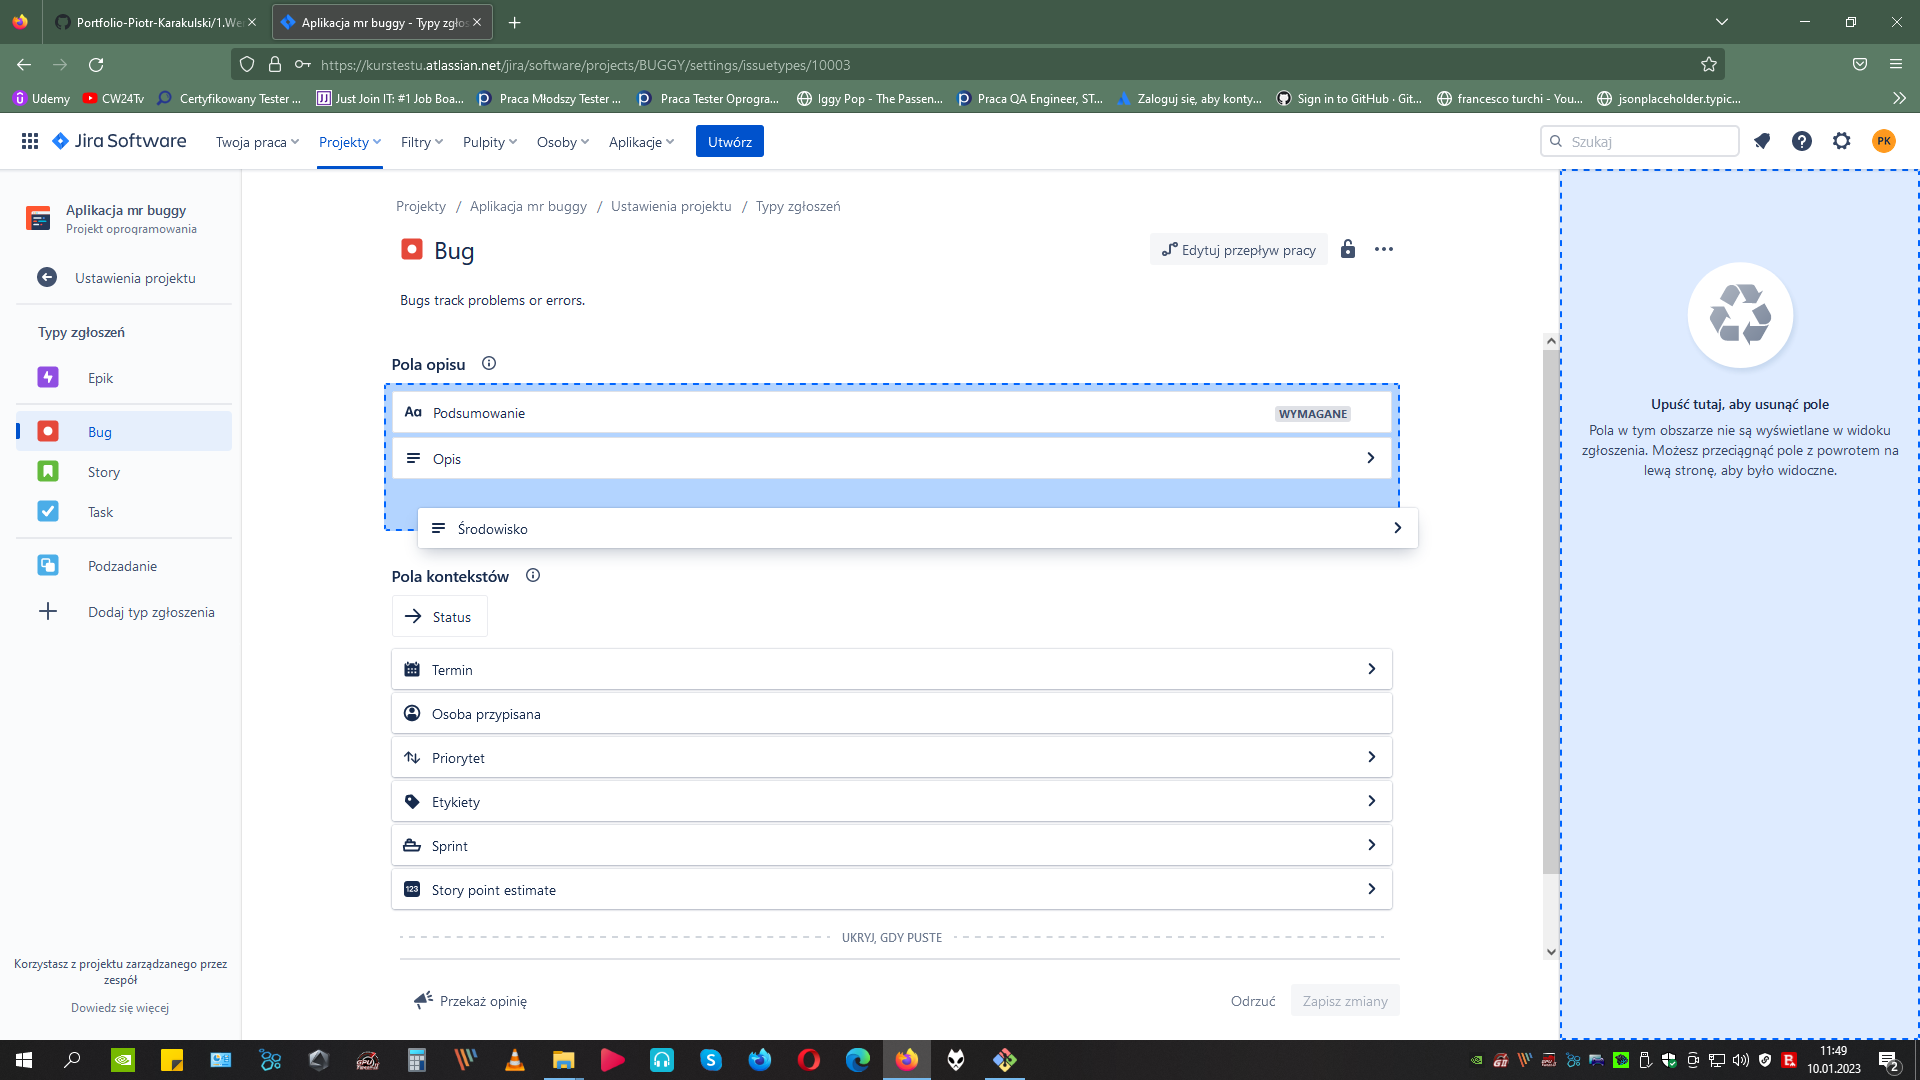 Portfolio-Piotr-Karakulski/1.We
Aplikacja mr buggy - Typy zgłos
https://kurstestu.atlassian.net/jira/software/projects/BUGGY/settings/issuetypes/10003
Udemy
CW24Tv
Certyfikowany Tester ...
Just Join IT: #1 Job Boa...
Praca Młodszy Tester ...
Praca Tester Oprogra...
Iggy Pop - The Passen...
Praca QA Engineer, ST...
Zaloguj się, aby konty...
Sign in to GitHub · Git...
francesco turchi - You...
jsonplaceholder.typic...
Jira Software
Twoja praca
Projekty
Filtry
Pulpity
Osoby
Aplikacje
Utwórz
Szukaj
PK
Aplikacja mr buggy
Projekt oprogramowania
Ustawienia projektu
Typy zgłoszeń
Epik
Bug
Story
Task
Podzadanie
Dodaj typ zgłoszenia
Korzystasz z projektu zarządzanego przez
zespół
Dowiedz się więcej
Projekty / Aplikacja mr buggy / Ustawienia projektu / Typy zgłoszeń
Bug
Edytuj przepływ pracy
Bugs track problems or errors.
Pola opisu
Aa Podsumowanie WYMAGANE
Opis
Środowisko
Pola kontekstów
Status
Termin
Osoba przypisana
Priorytet
Etykiety
Sprint
123 Story point estimate
UKRYJ, GDY PUSTE
Przekaż opinię
Odrzuć
Zapisz zmiany
Upuść tutaj, aby usunąć pole
Pola w tym obszarze nie są wyświetlane w widoku
zgłoszenia. Możesz przeciągnąć pole z powrotem na
lewą stronę, aby było widoczne.
11:49
10.01.2023
2